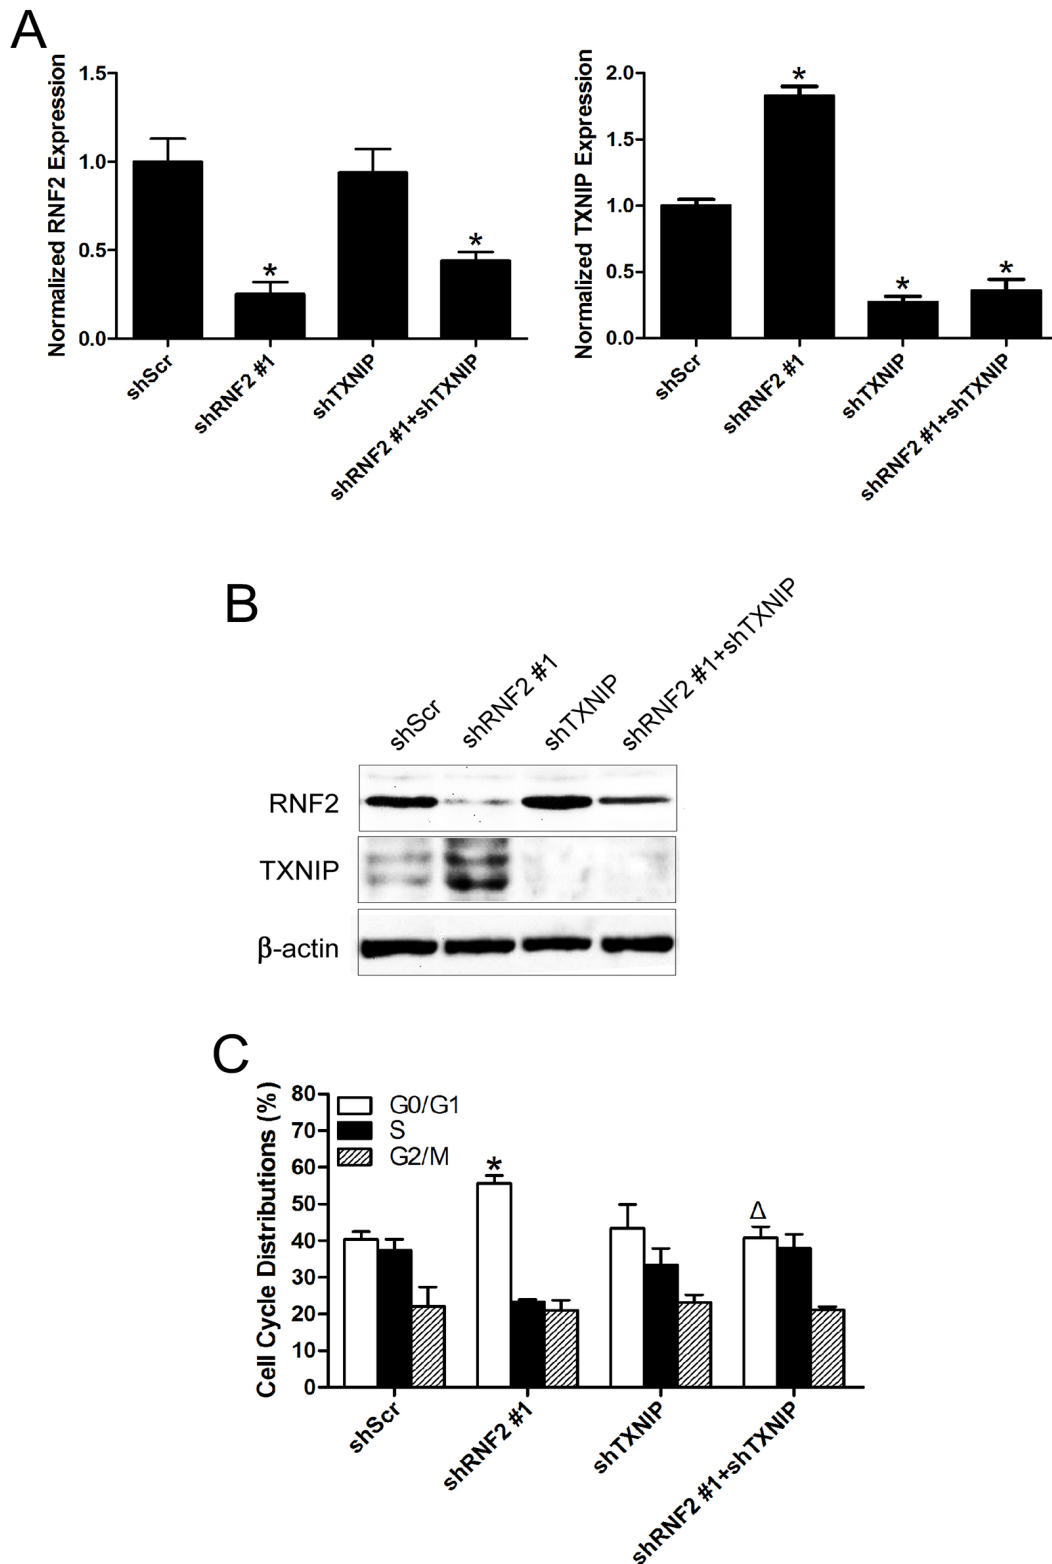 A
Normalized RNF2 Expression
1.5
1.0
0.5
0.0
*
*
shScr
shRNF2 #1
shTXNIP
shRNF2 #1+shTXNIP
Normalized TXNIP Expression
2.0
1.5
1.0
0.5
0.0
*
*
*
shScr
shRNF2 #1
shTXNIP
shRNF2 #1+shTXNIP
B
shScr
shRNF2 #1
shTXNIP
shRNF2 #1+shTXNIP
RNF2
TXNIP
β-actin
C
Cell Cycle Distributions (%)
80
70
60
50
40
30
20
10
0
G0/G1
S
G2/M
*
Δ
shScr
shRNF2 #1
shTXNIP
shRNF2 #1+shTXNIP